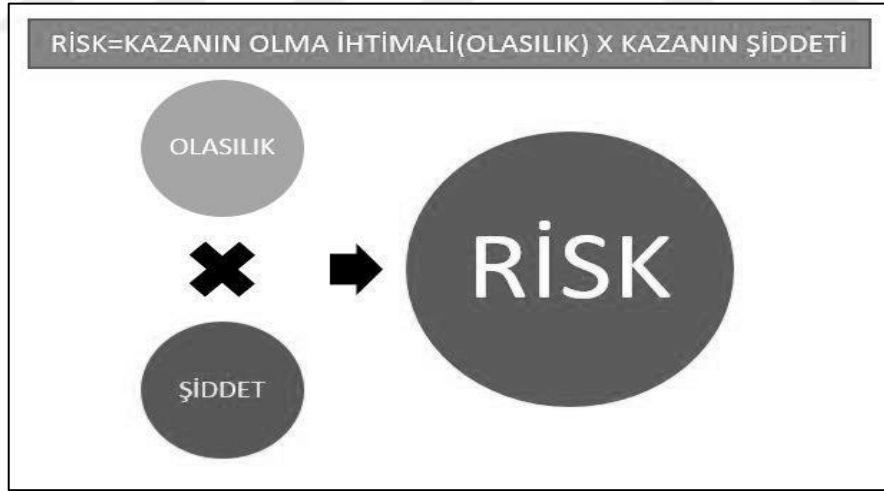 RİSK=KAZANIN OLMA İHTİMALİ(OLASILIK) X KAZANIN ŞİDDETİ
OLASILIK
ŞİDDET
RİSK